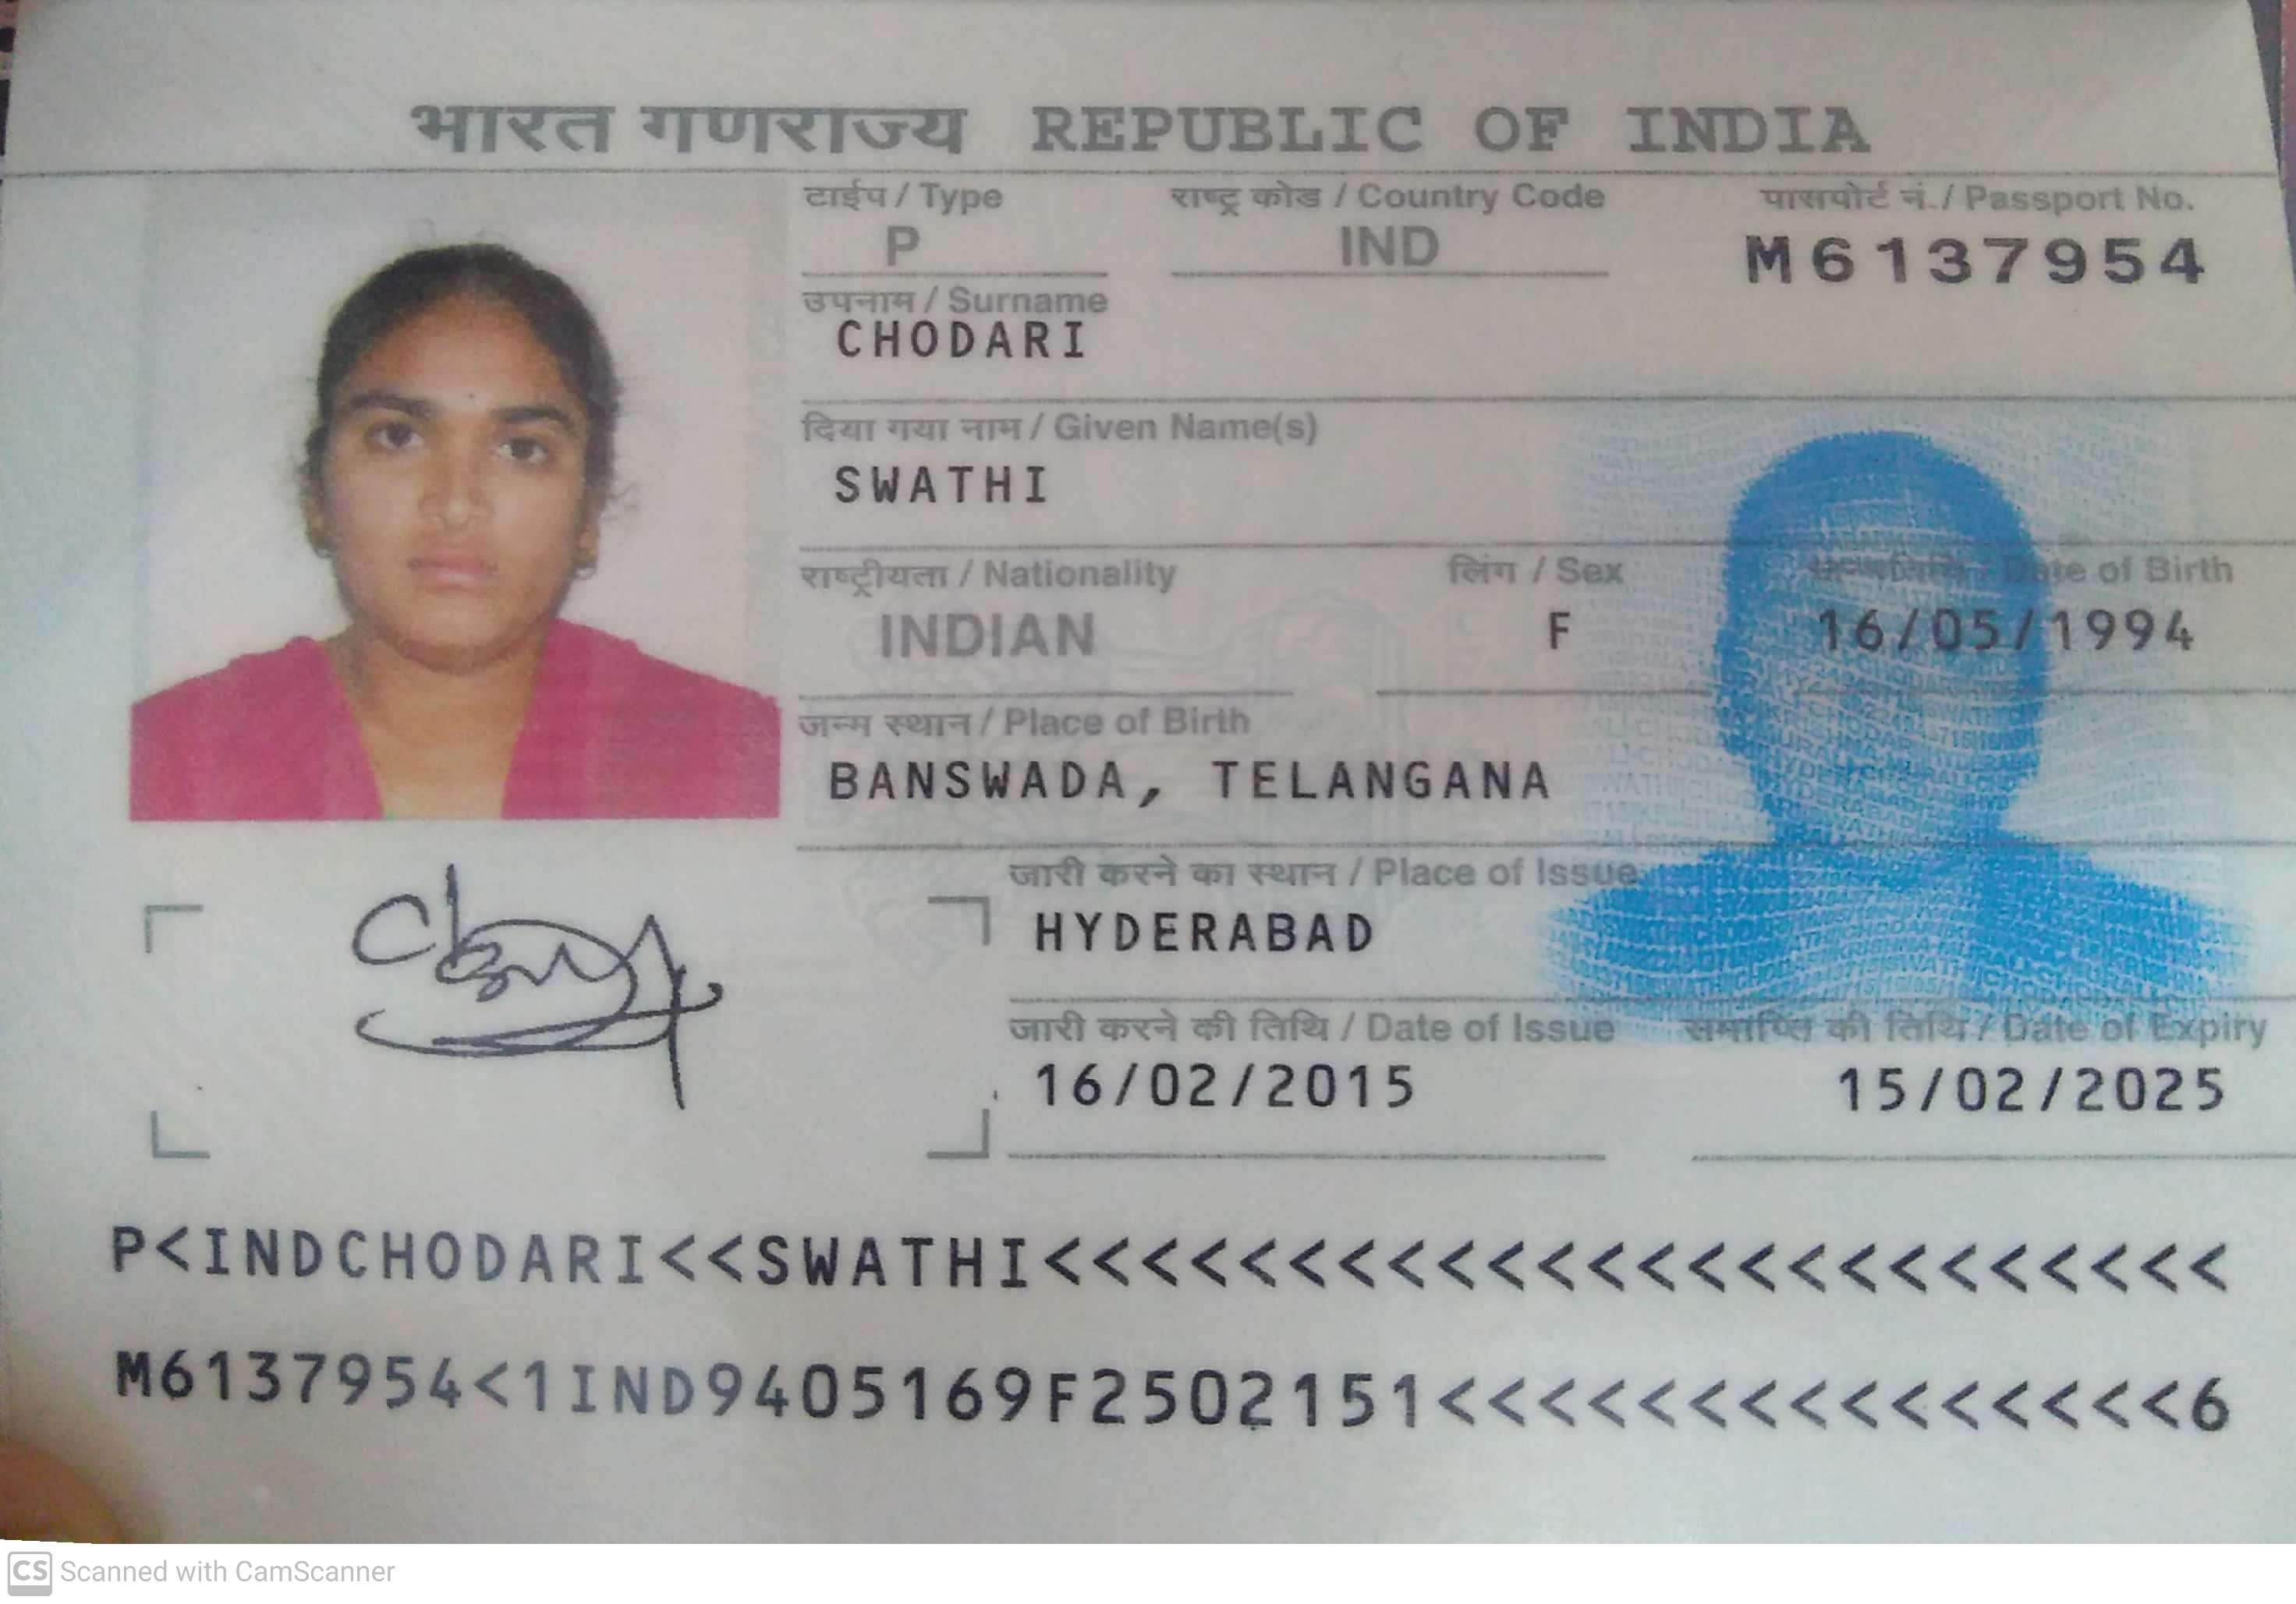 भारत गणराज्य REPUBLIC OF INDIA
टाईप / Type राष्ट्र कोड / Country Code पासपोर्ट नं. / Passport No.
P IND M6137954
उपनाम / Surname
CHODARI
दिया गया नाम / Given Name(s)
SWATHI
राष्ट्रीयता / Nationality लिंग / Sex Date of Birth
INDIAN F 16/05/1994
जन्म स्थान / Place of Birth
BANSWADA, TELANGANA
जारी करने का स्थान / Place of Issue
HYDERABAD
जारी करने की तिथि / Date of Issue समाप्ति की तिथि / Date of Expiry
16/02/2015 15/02/2025
P<INDCHODARI<<SWATHI<<<<<<<<<<<<<<<<<<<<<<<<
M6137954<1IND9405169F2502151<<<<<<<<<<<<<<<6
CS Scanned with CamScanner